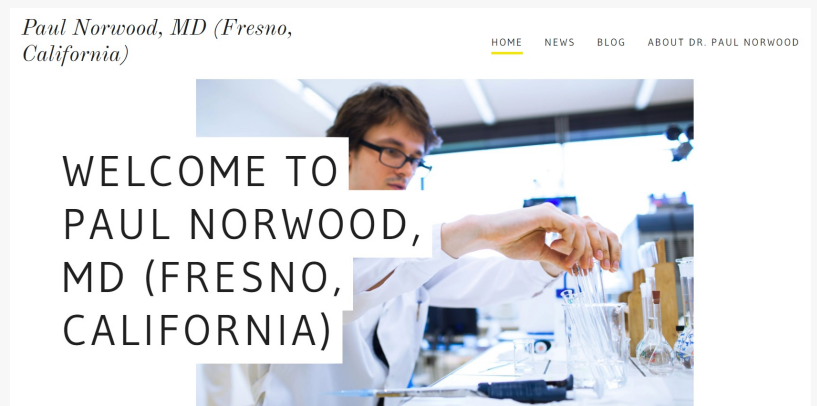 Paul Norwood, MD (Fresno,
California)
HOME NEWS BLOG ABOUT DR. PAUL NORWOOD
WELCOME TO
PAUL NORWOOD,
MD (FRESNO,
CALIFORNIA)